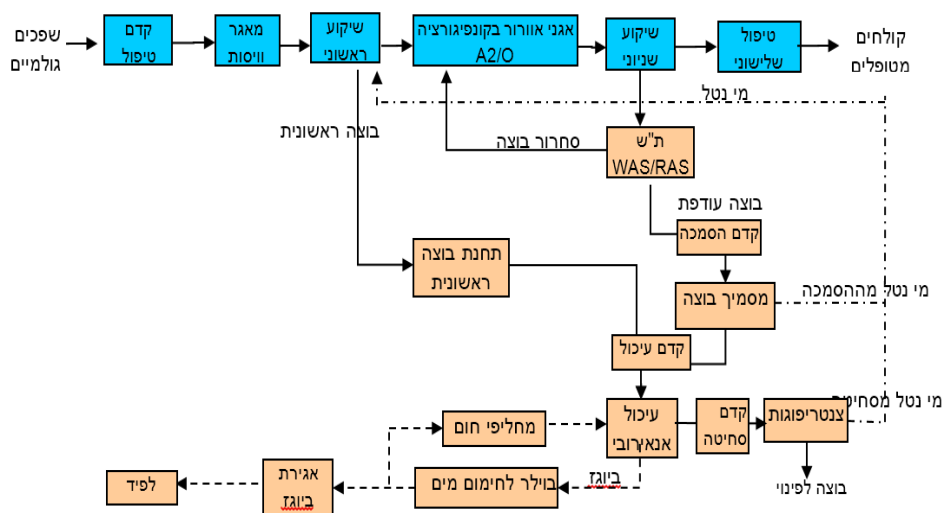 שפכים
גולמיים
קדם
טיפול
מאגר
וויסות
שיקוע
ראשוני
אגני אוורור בקונפיגורציה
A2/O
שיקוע
שניוני
טיפול
שלישוני
קולחים
מטופלים
מי נטל
בוצה ראשונית
סחרור בוצה
ת"ש
WAS/RAS
בוצה עודפת
קדם הסמכה
תחנת בוצה
ראשונית
מסמיך בוצה
מי נטל מההסמכה
קדם עיכול
מי נטל מסחיטה
עיכול
אנאירובי
קדם
סחיטה
צנטריפוגות
מחליפי חום
ביוגז
בוילר לחימום מים
אגירת
ביוגז
לפיד
בוצה לפינוי